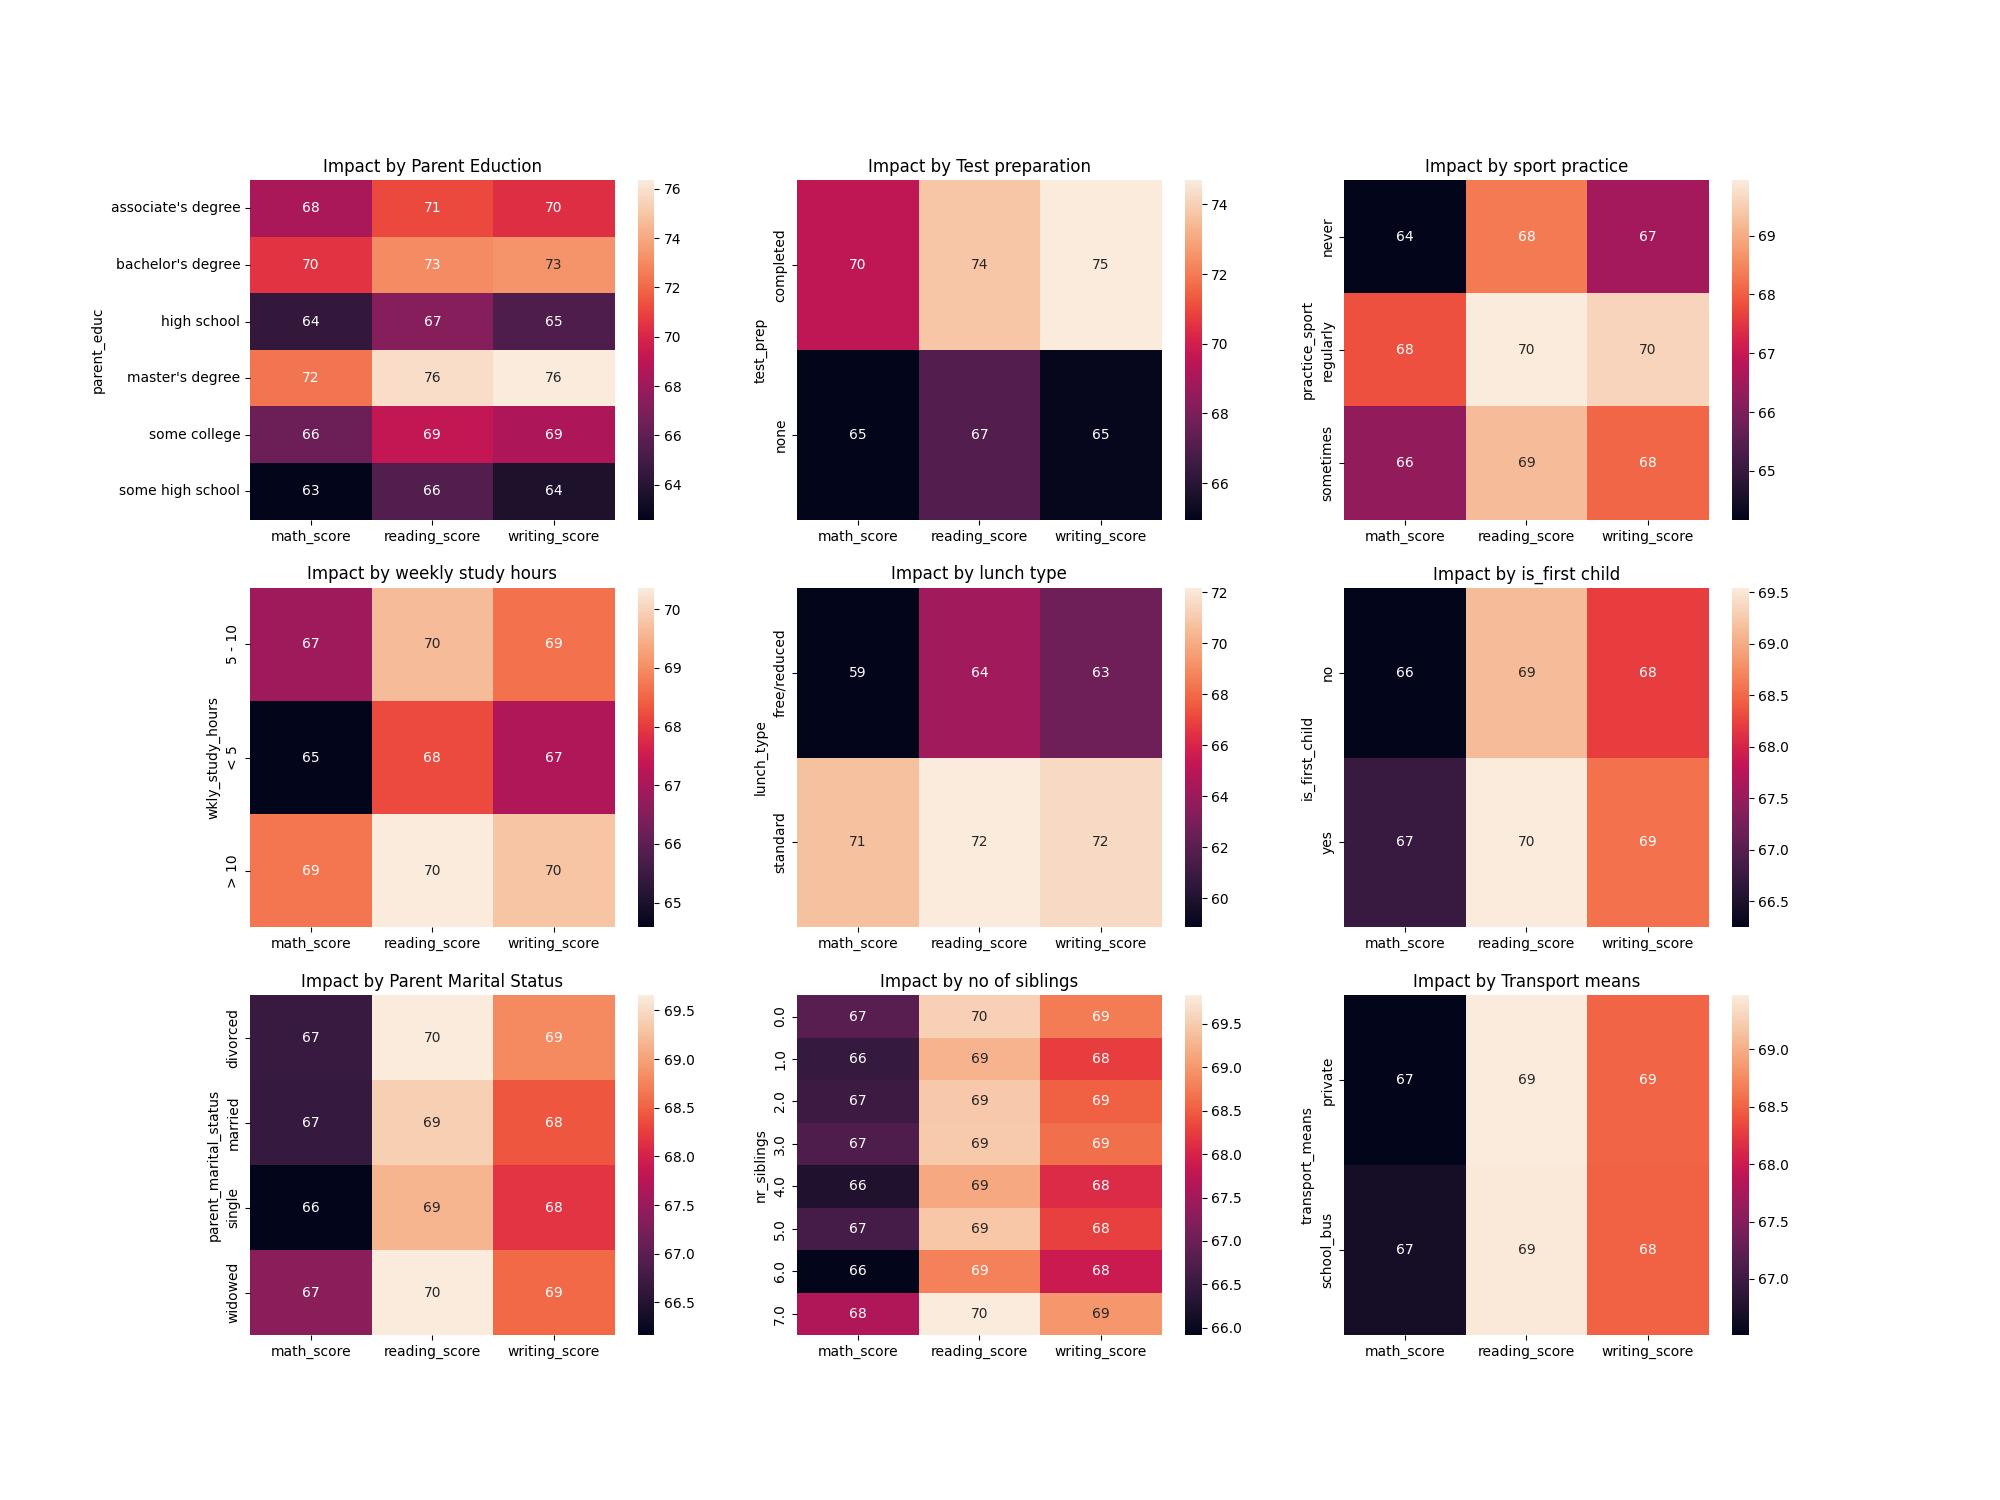 Impact by Parent Eduction
parent_educ
associate's degree 68 71 70
bachelor's degree 70 73 73
high school 64 67 65
master's degree 72 76 76
some college 66 69 69
some high school 63 66 64
math_score reading_score writing_score
76
74
72
70
68
66
64
Impact by Test preparation
test_prep
completed 70 74 75
none 65 67 65
math_score reading_score writing_score
74
72
70
68
66
Impact by sport practice
practice_sport
never 64 68 67
regularly 68 70 70
sometimes 66 69 68
math_score reading_score writing_score
69
68
67
66
65
Impact by weekly study hours
wkly_study_hours
5 - 10 67 70 69
< 5 65 68 67
> 10 69 70 70
math_score reading_score writing_score
70
69
68
67
66
65
Impact by lunch type
lunch_type
free/reduced 59 64 63
standard 71 72 72
math_score reading_score writing_score
72
70
68
66
64
62
60
Impact by is_first child
is_first_child
no 66 69 68
yes 67 70 69
math_score reading_score writing_score
69.5
69.0
68.5
68.0
67.5
67.0
66.5
Impact by Parent Marital Status
parent_marital_status
divorced 67 70 69
married 67 69 68
single 66 69 68
widowed 67 70 69
math_score reading_score writing_score
69.5
69.0
68.5
68.0
67.5
67.0
66.5
Impact by no of siblings
nr_siblings
0.0 67 70 69
1.0 66 69 68
2.0 67 69 69
3.0 67 69 69
4.0 66 69 68
5.0 67 69 68
6.0 66 69 68
7.0 68 70 69
math_score reading_score writing_score
69.5
69.0
68.5
68.0
67.5
67.0
66.5
66.0
Impact by Transport means
transport_means
private 67 69 69
school_bus 67 69 68
math_score reading_score writing_score
69.0
68.5
68.0
67.5
67.0